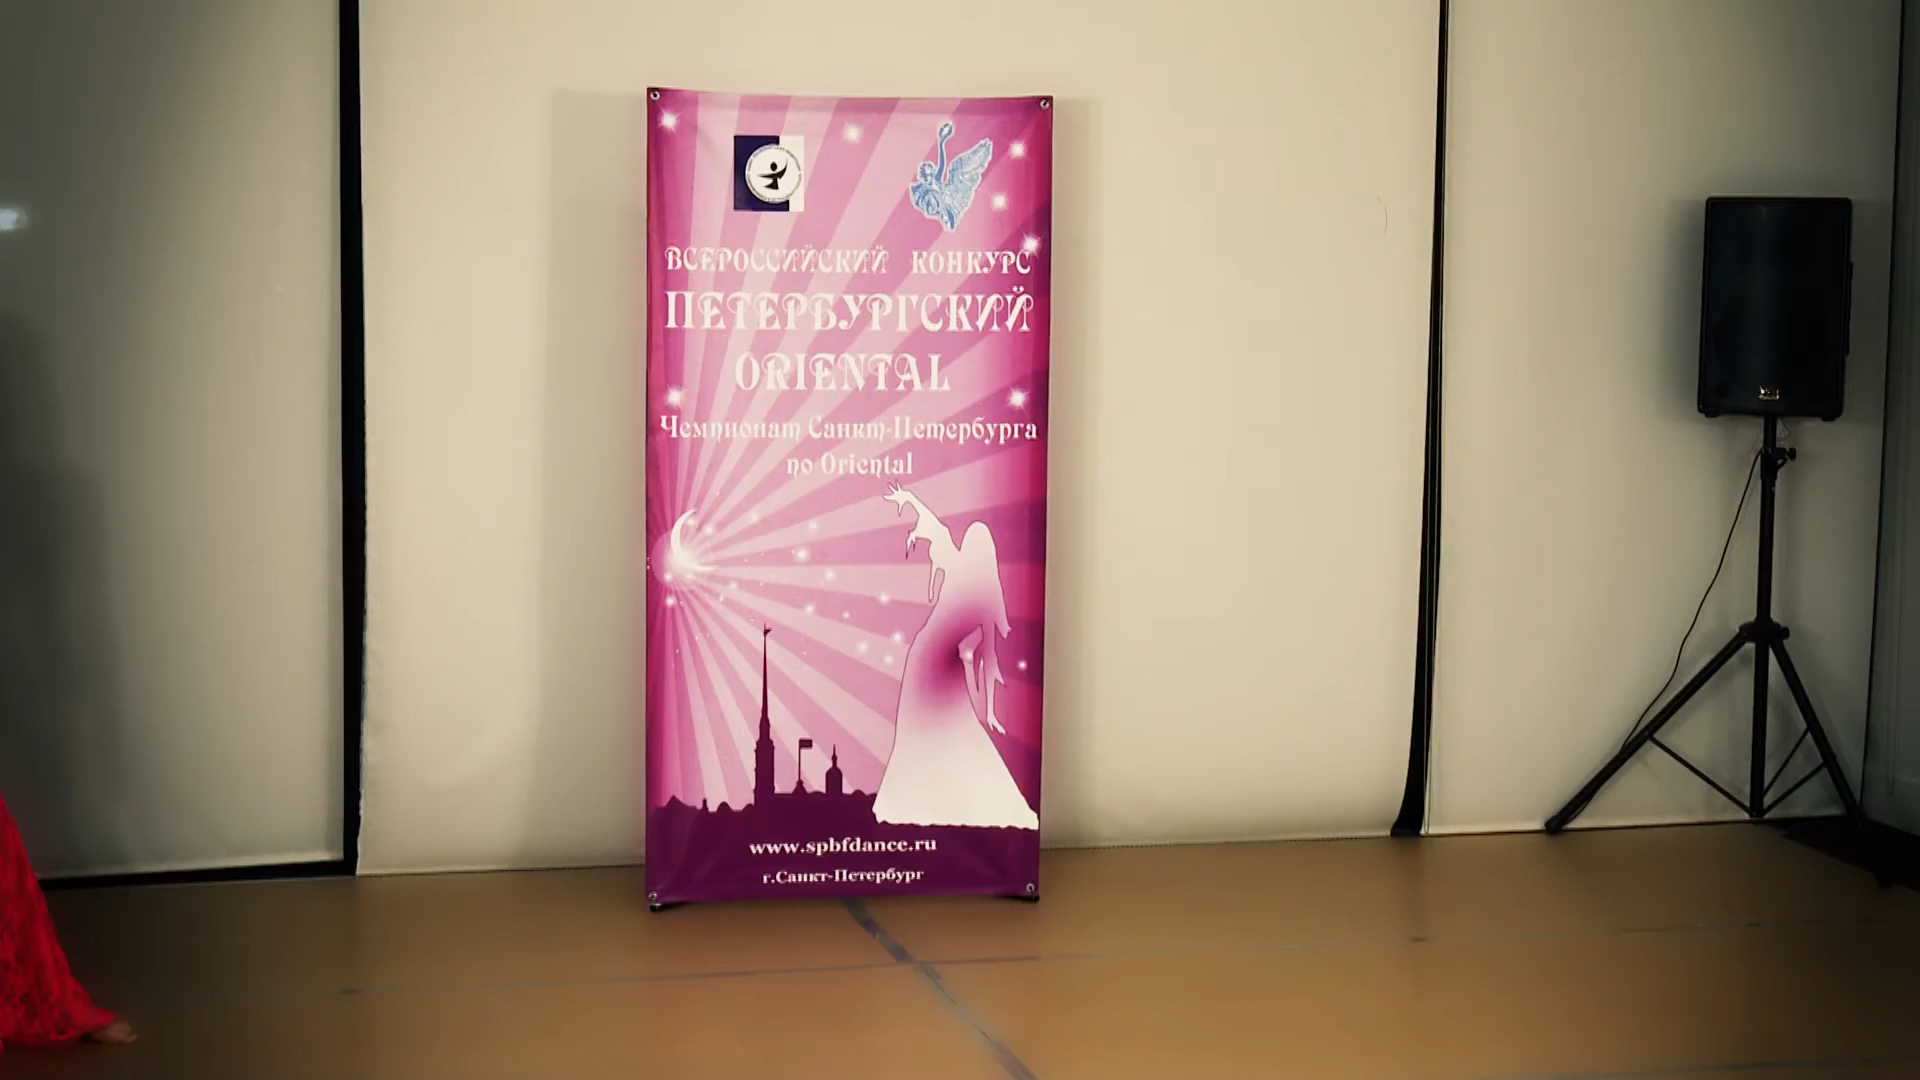 ВСЕРОССИЙСКИЙ КОНКУРС
ПЕТЕРБУРГСКИЙ
ORIENTAL
Чемпионат Санкт-Петербурга
по Oriental
www.spbfdance.ru
г.Санкт-Петербург